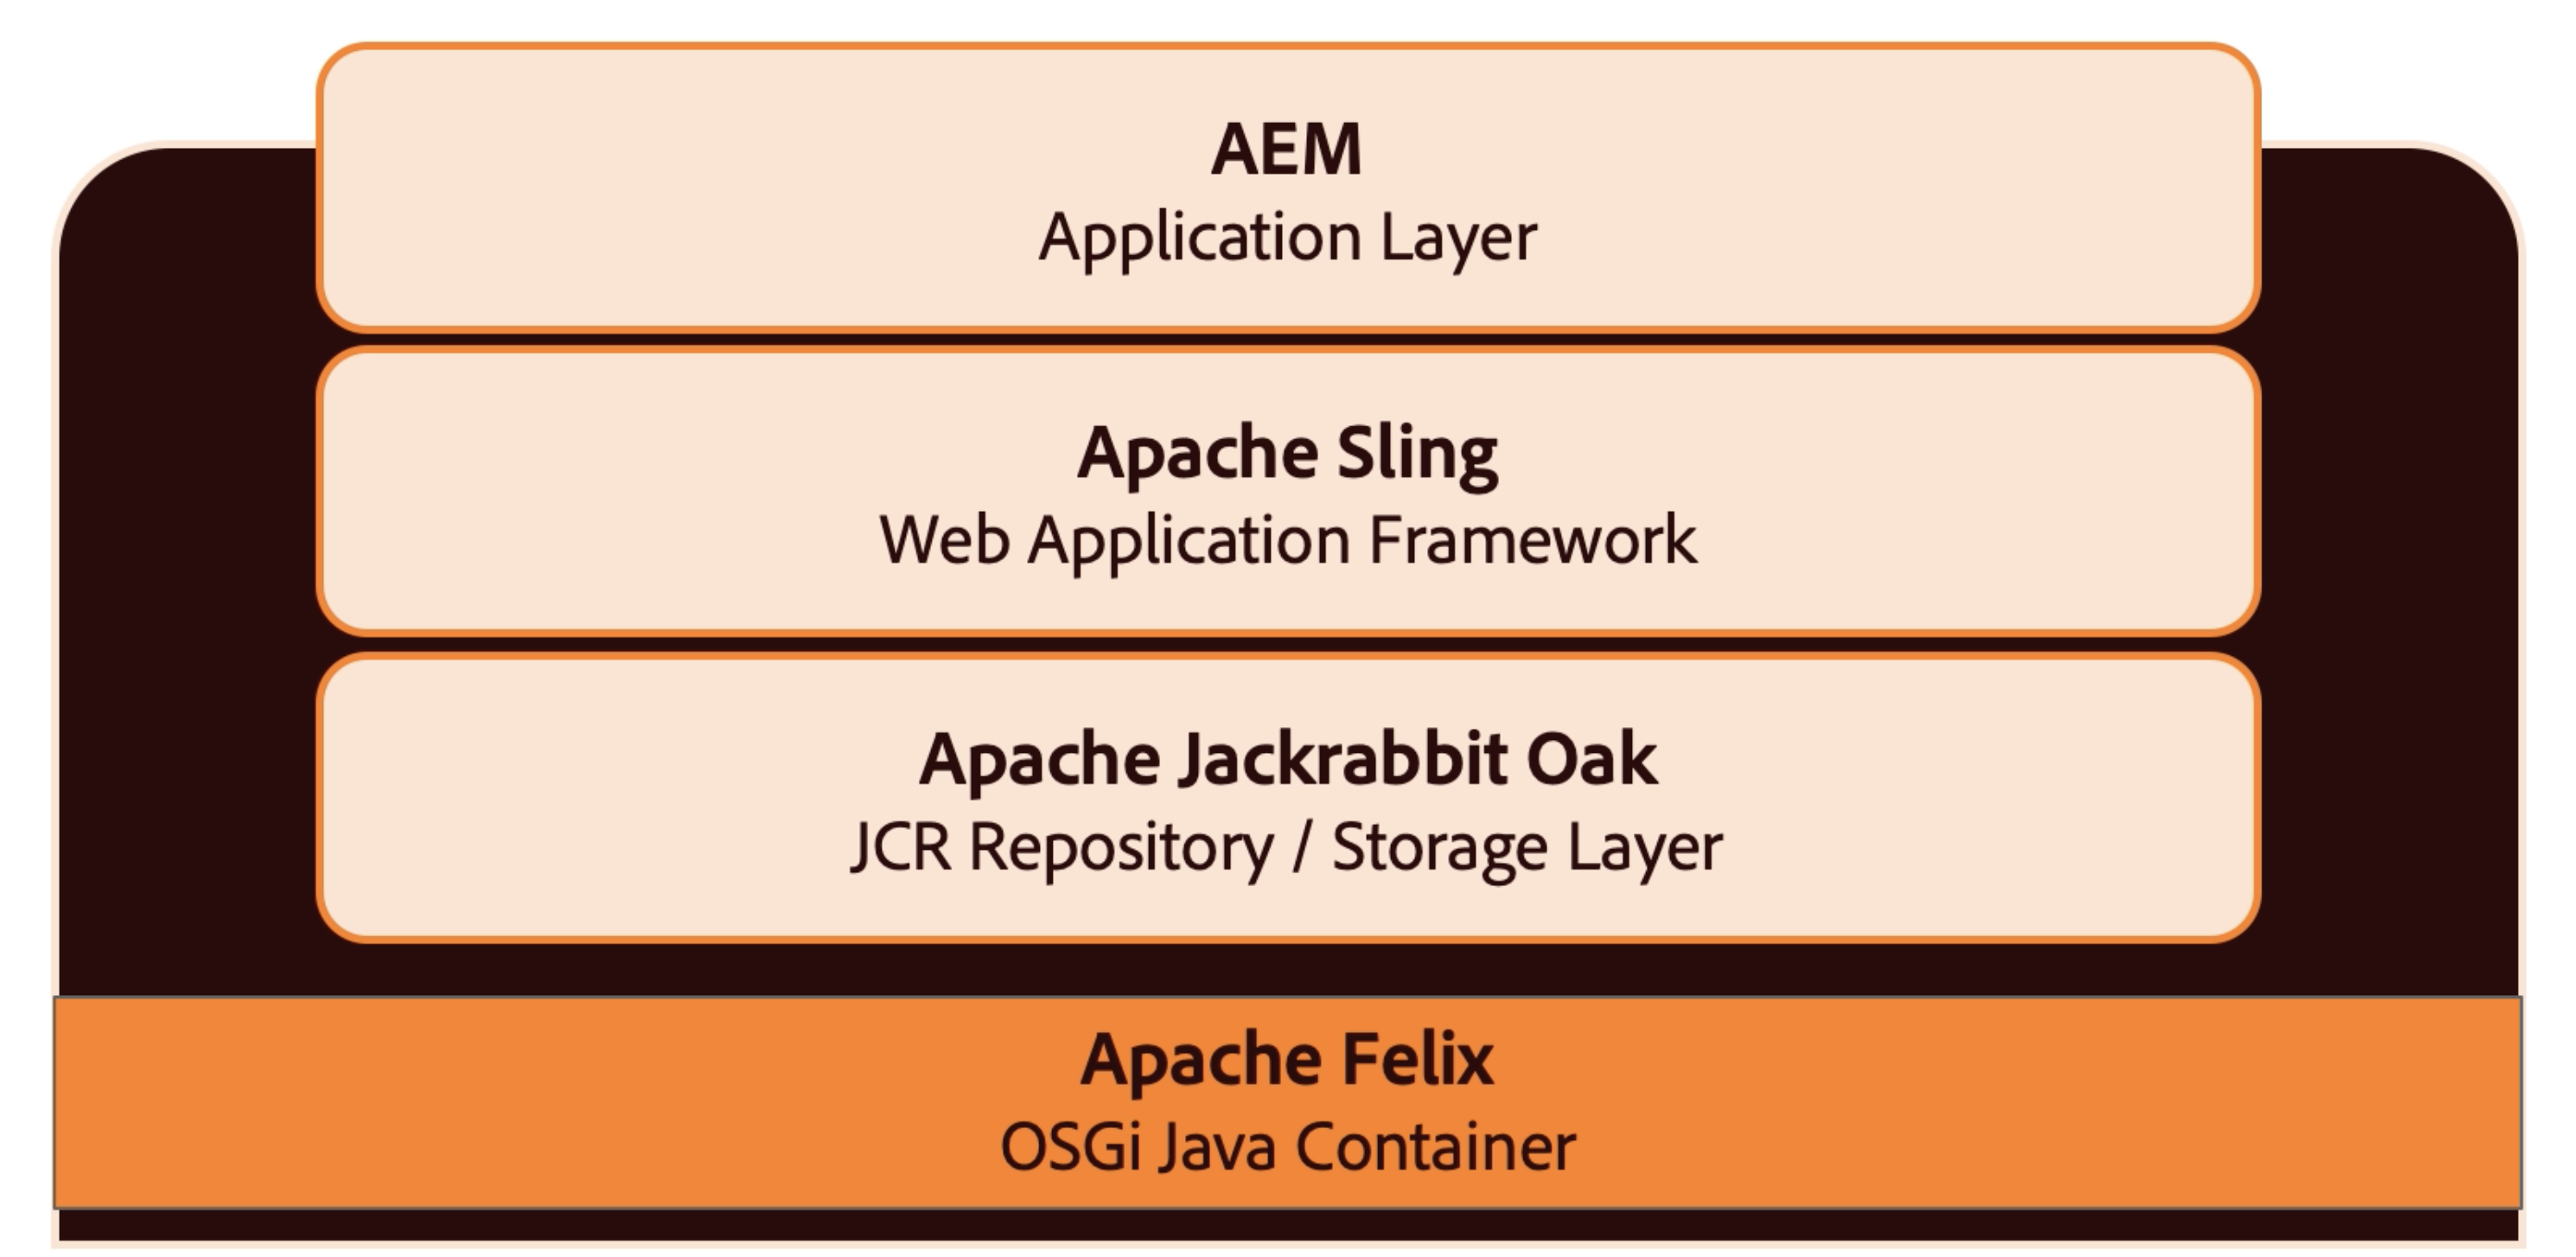 AEM
Application Layer
Apache Sling
Web Application Framework
Apache Jackrabbit Oak
JCR Repository / Storage Layer
Apache Felix
OSGi Java Container